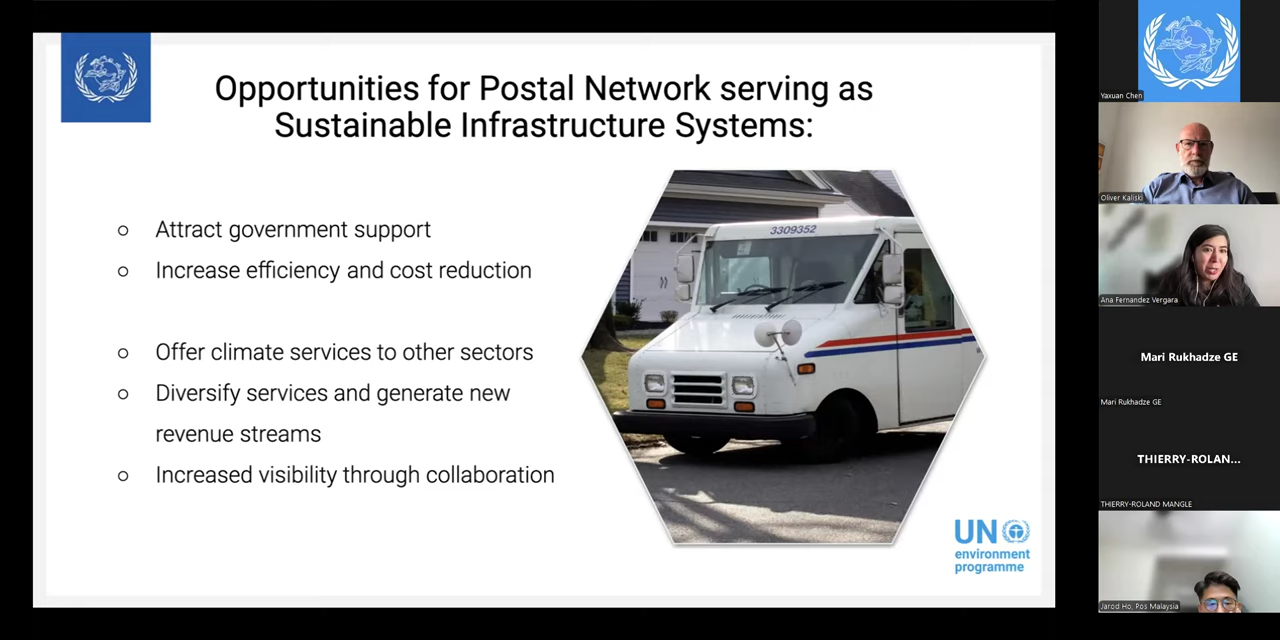 Opportunities for Postal Network serving as
Sustainable Infrastructure Systems:
Attract government support
Increase efficiency and cost reduction
Offer climate services to other sectors
Diversify services and generate new
revenue streams
Increased visibility through collaboration
3309352
UN
environment
programme
Yaxuan Chen
Oliver Kaliski
Ana Fernandez Vergara
Mari Rukhadze GE
Mari Rukhadze GE
THIERRY-ROLAN...
THIERRY-ROLAND MANGLE
Jarod Ho, Pos Malaysia